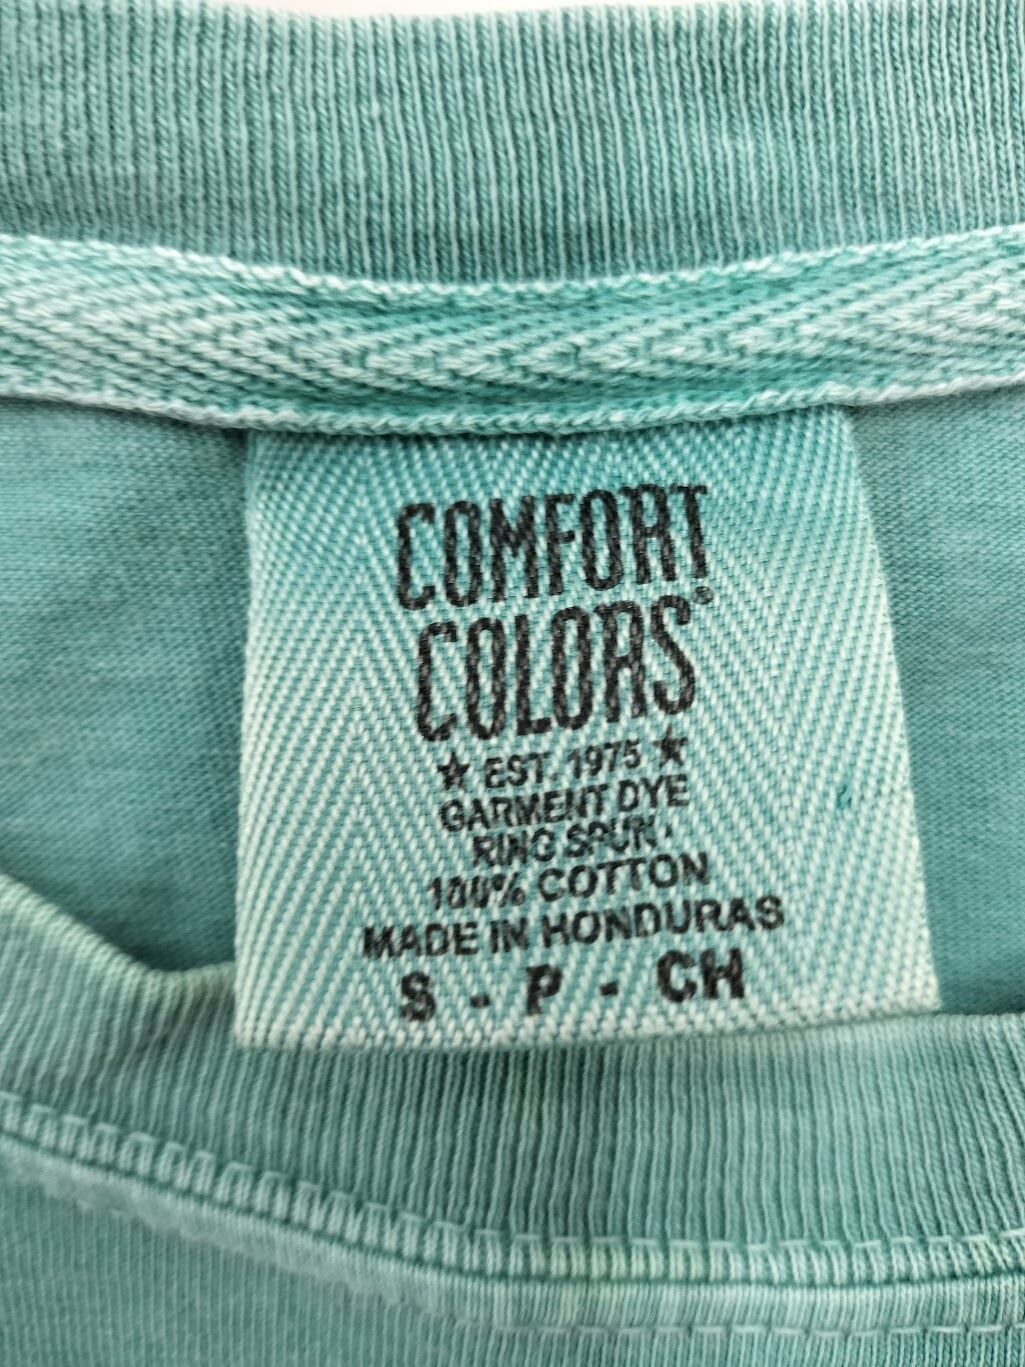 COMFORT
COLORS®
★ EST. 1975 ★
GARMENT DYE
RING SPUN
100% COTTON
MADE IN HONDURAS
S - P - CH